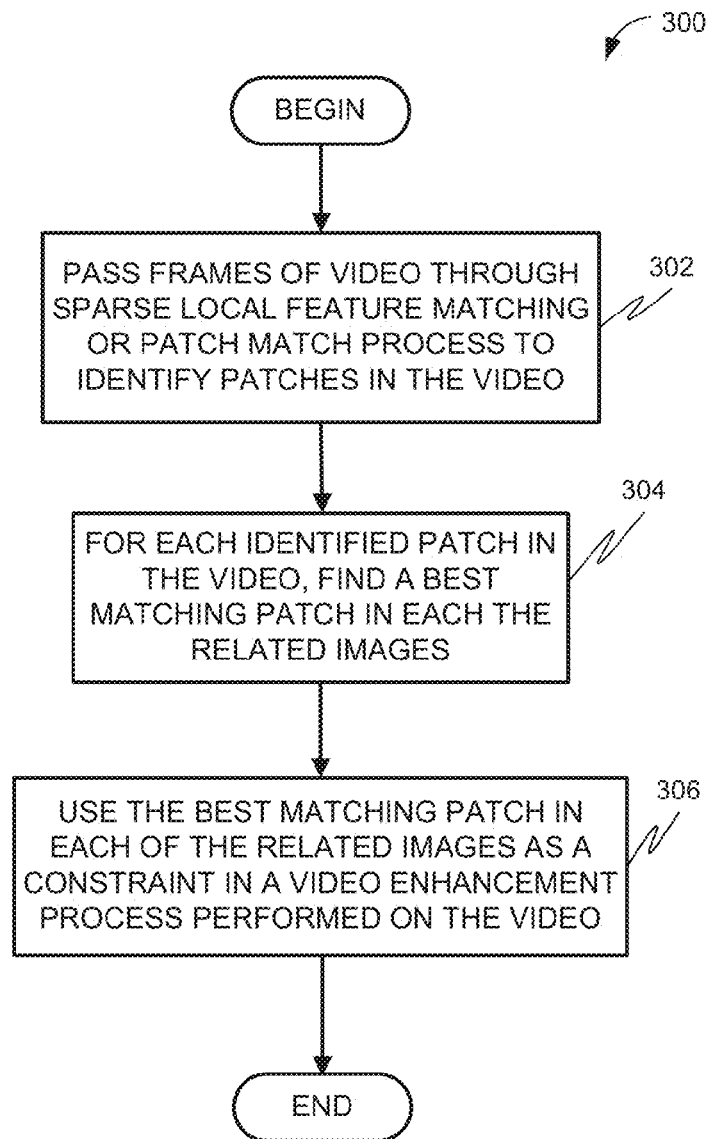 300
BEGIN
PASS FRAMES OF VIDEO THROUGH
SPARSE LOCAL FEATURE MATCHING
OR PATCH MATCH PROCESS TO
IDENTIFY PATCHES IN THE VIDEO
302
FOR EACH IDENTIFIED PATCH IN
THE VIDEO, FIND A BEST
MATCHING PATCH IN EACH THE
RELATED IMAGES
304
USE THE BEST MATCHING PATCH IN
EACH OF THE RELATED IMAGES AS A
CONSTRAINT IN A VIDEO ENHANCEMENT
PROCESS PERFORMED ON THE VIDEO
306
END